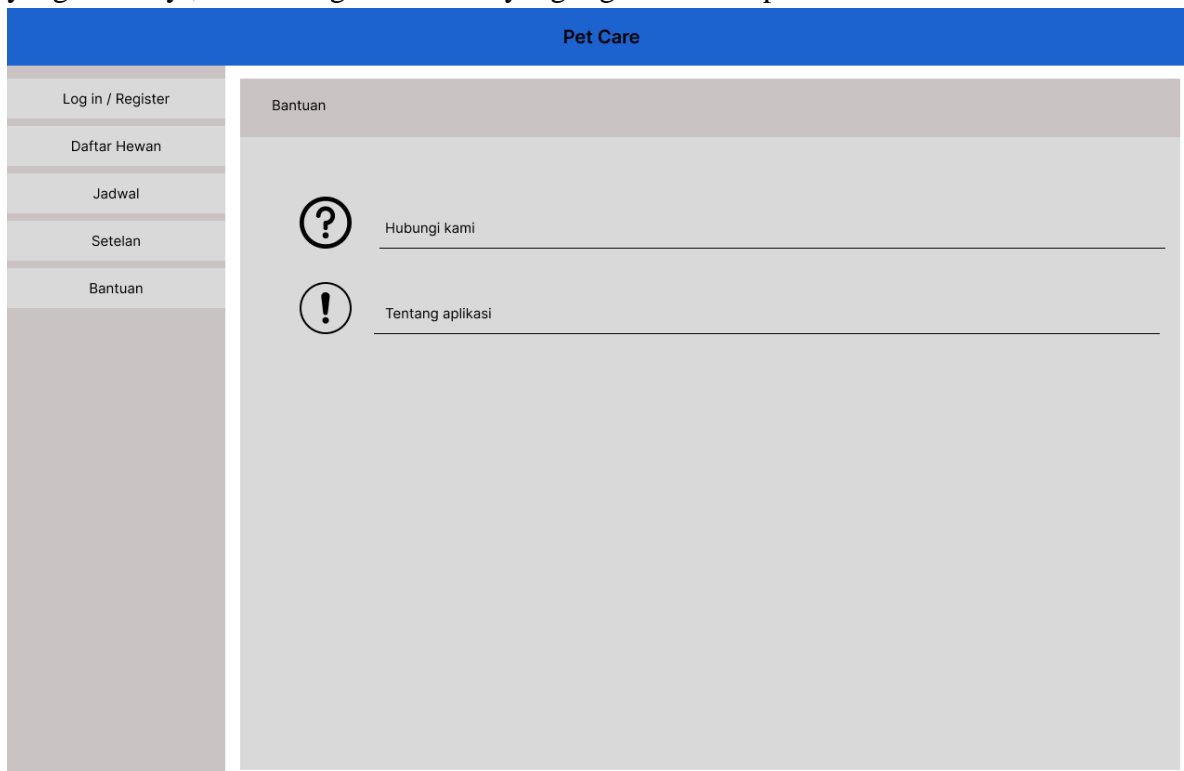 Pet Care
Log in / Register
Daftar Hewan
Jadwal
Setelan
Bantuan
Bantuan
?
Hubungi kami
!
Tentang aplikasi